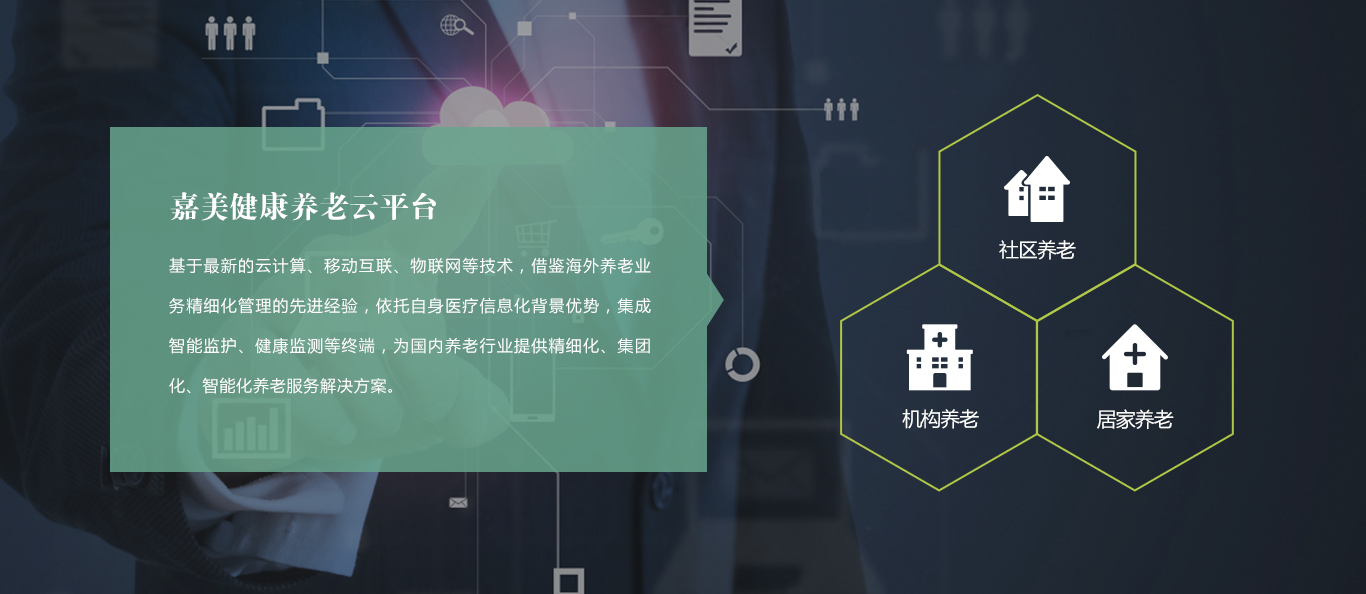 嘉美健康养老云平台
基于最新的云计算、移动互联、物联网等技术，借鉴海外养老业
务精细化管理的先进经验，依托自身医疗信息化背景优势，集成
智能监护、健康监测等终端，为国内养老行业提供精细化、集团
化、智能化养老服务解决方案。
社区养老
机构养老
居家养老